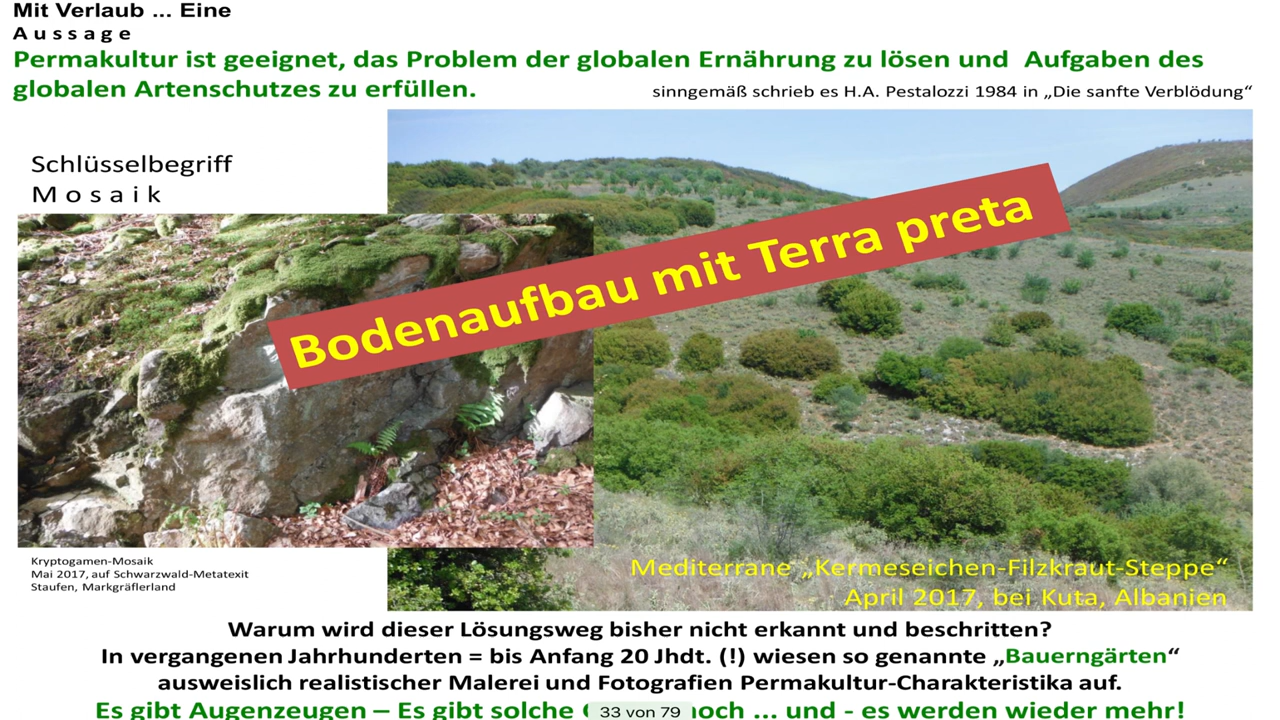 Mit Verlaub ... Eine
A u s s a g e
Permakultur ist geeignet, das Problem der globalen Ernährung zu lösen und Aufgaben des
globalen Artenschutzes zu erfüllen.
sinngemäß schrieb es H.A. Pestalozzi 1984 in „Die sanfte Verblödung“
Schlüsselbegriff
M o s a i k
Bodenaufbau mit Terra preta
Kryptogamen-Mosaik
Mai 2017, auf Schwarzwald-Metatexit
Staufen, Markgräflerland
Mediterrane „Kermeseichen-Filzkraut-Steppe“
April 2017, bei Kuta, Albanien
Warum wird dieser Lösungsweg bisher nicht erkannt und beschritten?
In vergangenen Jahrhunderten = bis Anfang 20 Jhdt. (!) wiesen so genannte „Bauerngärten“
ausweislich realistischer Malerei und Fotografien Permakultur-Charakteristika auf.
Es gibt Augenzeugen – Es gibt solche noch ... und - es werden wieder mehr!
33 von 79